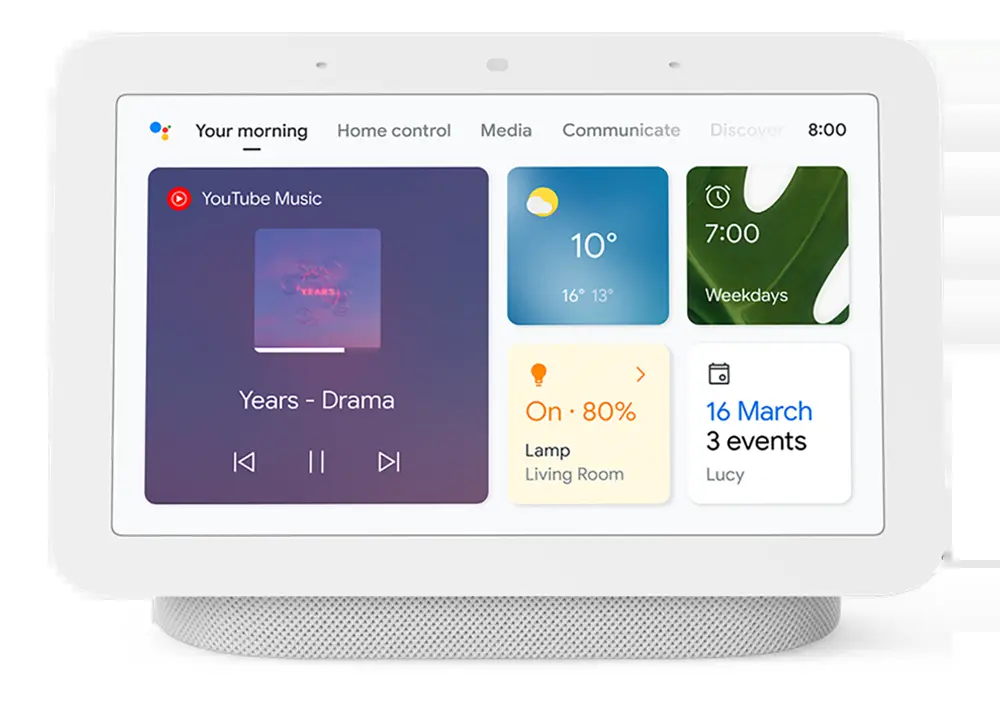 Your morning Home control Media Communicate Discover 8:00
YouTube Music
YEARS
Years - Drama
10°
16° 13°
7:00
Weekdays
On · 80%
Lamp
Living Room
16 March
3 events
Lucy